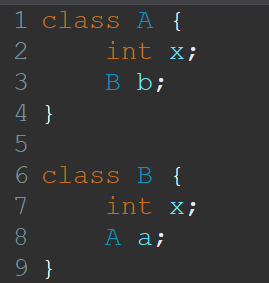 1 class A {
2     int x;
3     B b;
4 }
5
6 class B {
7     int x;
8     A a;
9 }